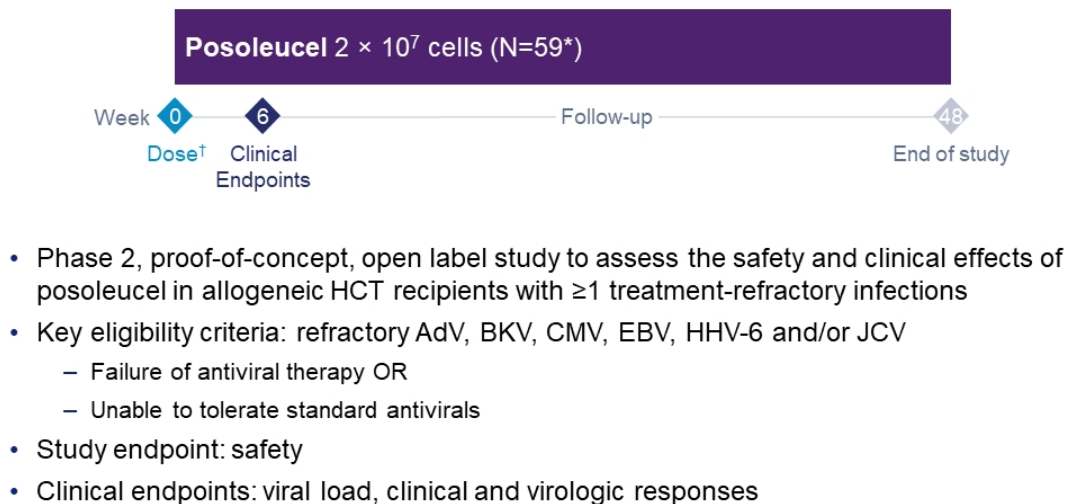 Posoleucel 2 × 10⁷ cells (N=59*)
Week 0 6 Follow-up 48
Dose† Clinical Endpoints End of study
• Phase 2, proof-of-concept, open label study to assess the safety and clinical effects of
posoleucel in allogeneic HCT recipients with ≥1 treatment-refractory infections
• Key eligibility criteria: refractory AdV, BKV, CMV, EBV, HHV-6 and/or JCV
– Failure of antiviral therapy OR
– Unable to tolerate standard antivirals
• Study endpoint: safety
• Clinical endpoints: viral load, clinical and virologic responses